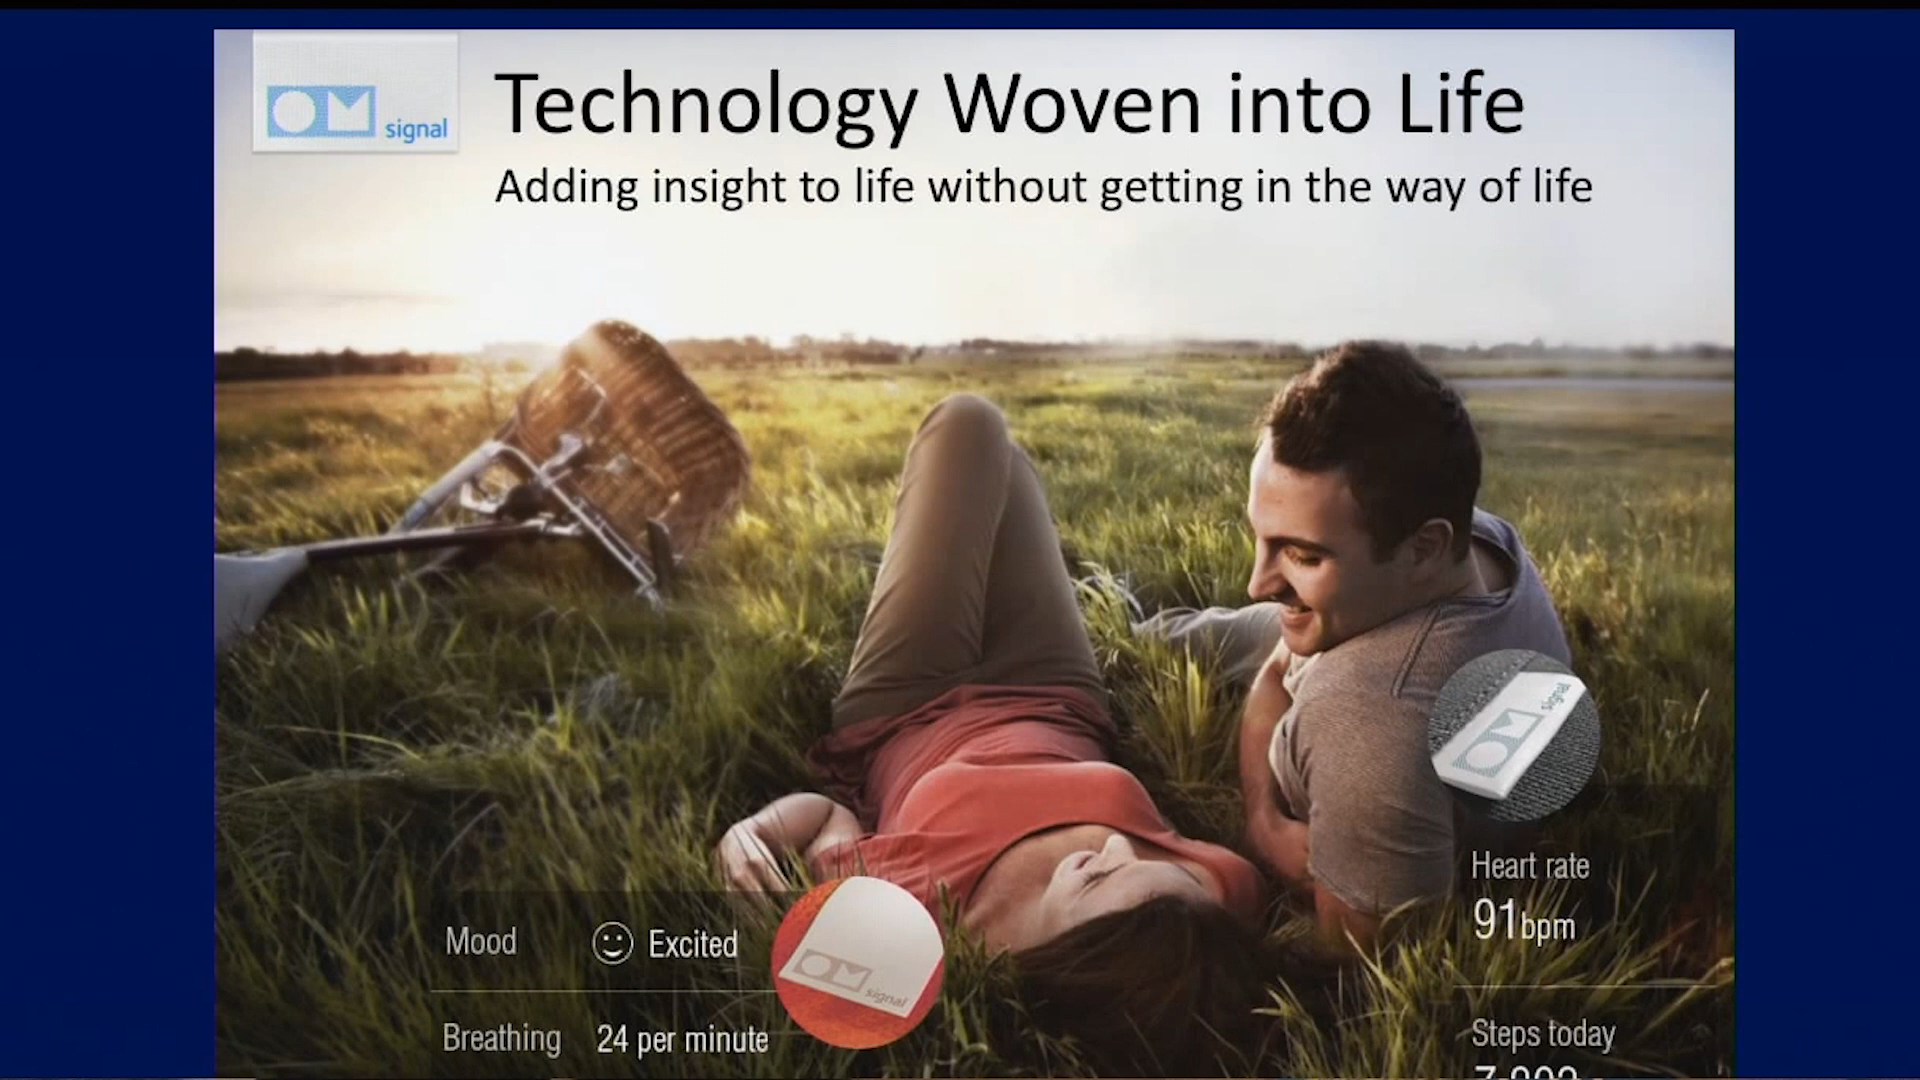 OM signal
Technology Woven into Life
Adding insight to life without getting in the way of life
OM signal
Heart rate
91bpm
Mood Excited
OM signal
Breathing 24 per minute
Steps today